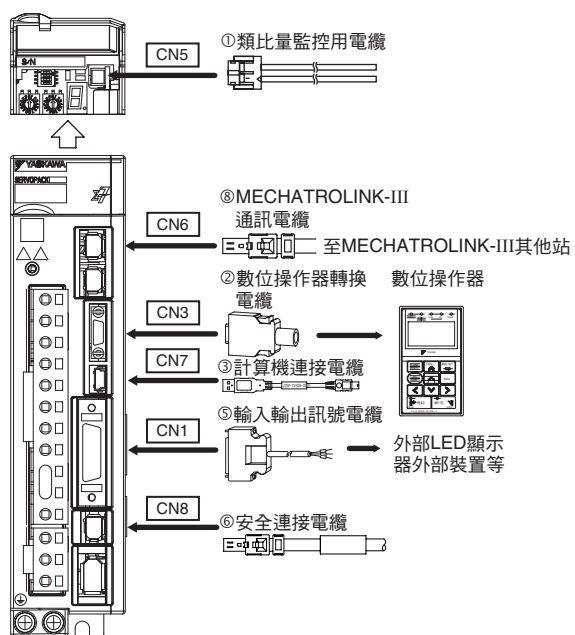 CN5
①類比量監控用電纜
S/N
YASKAWA
SERVOPACK
CN6
⑧MECHATROLINK-III
通訊電纜
至MECHATROLINK-III其他站
②數位操作器轉換
電纜
數位操作器
CN3
CN7
③計算機連接電纜
⑤輸入輸出訊號電纜
CN1
外部LED顯示
器外部裝置等
CN8
⑥安全連接電纜